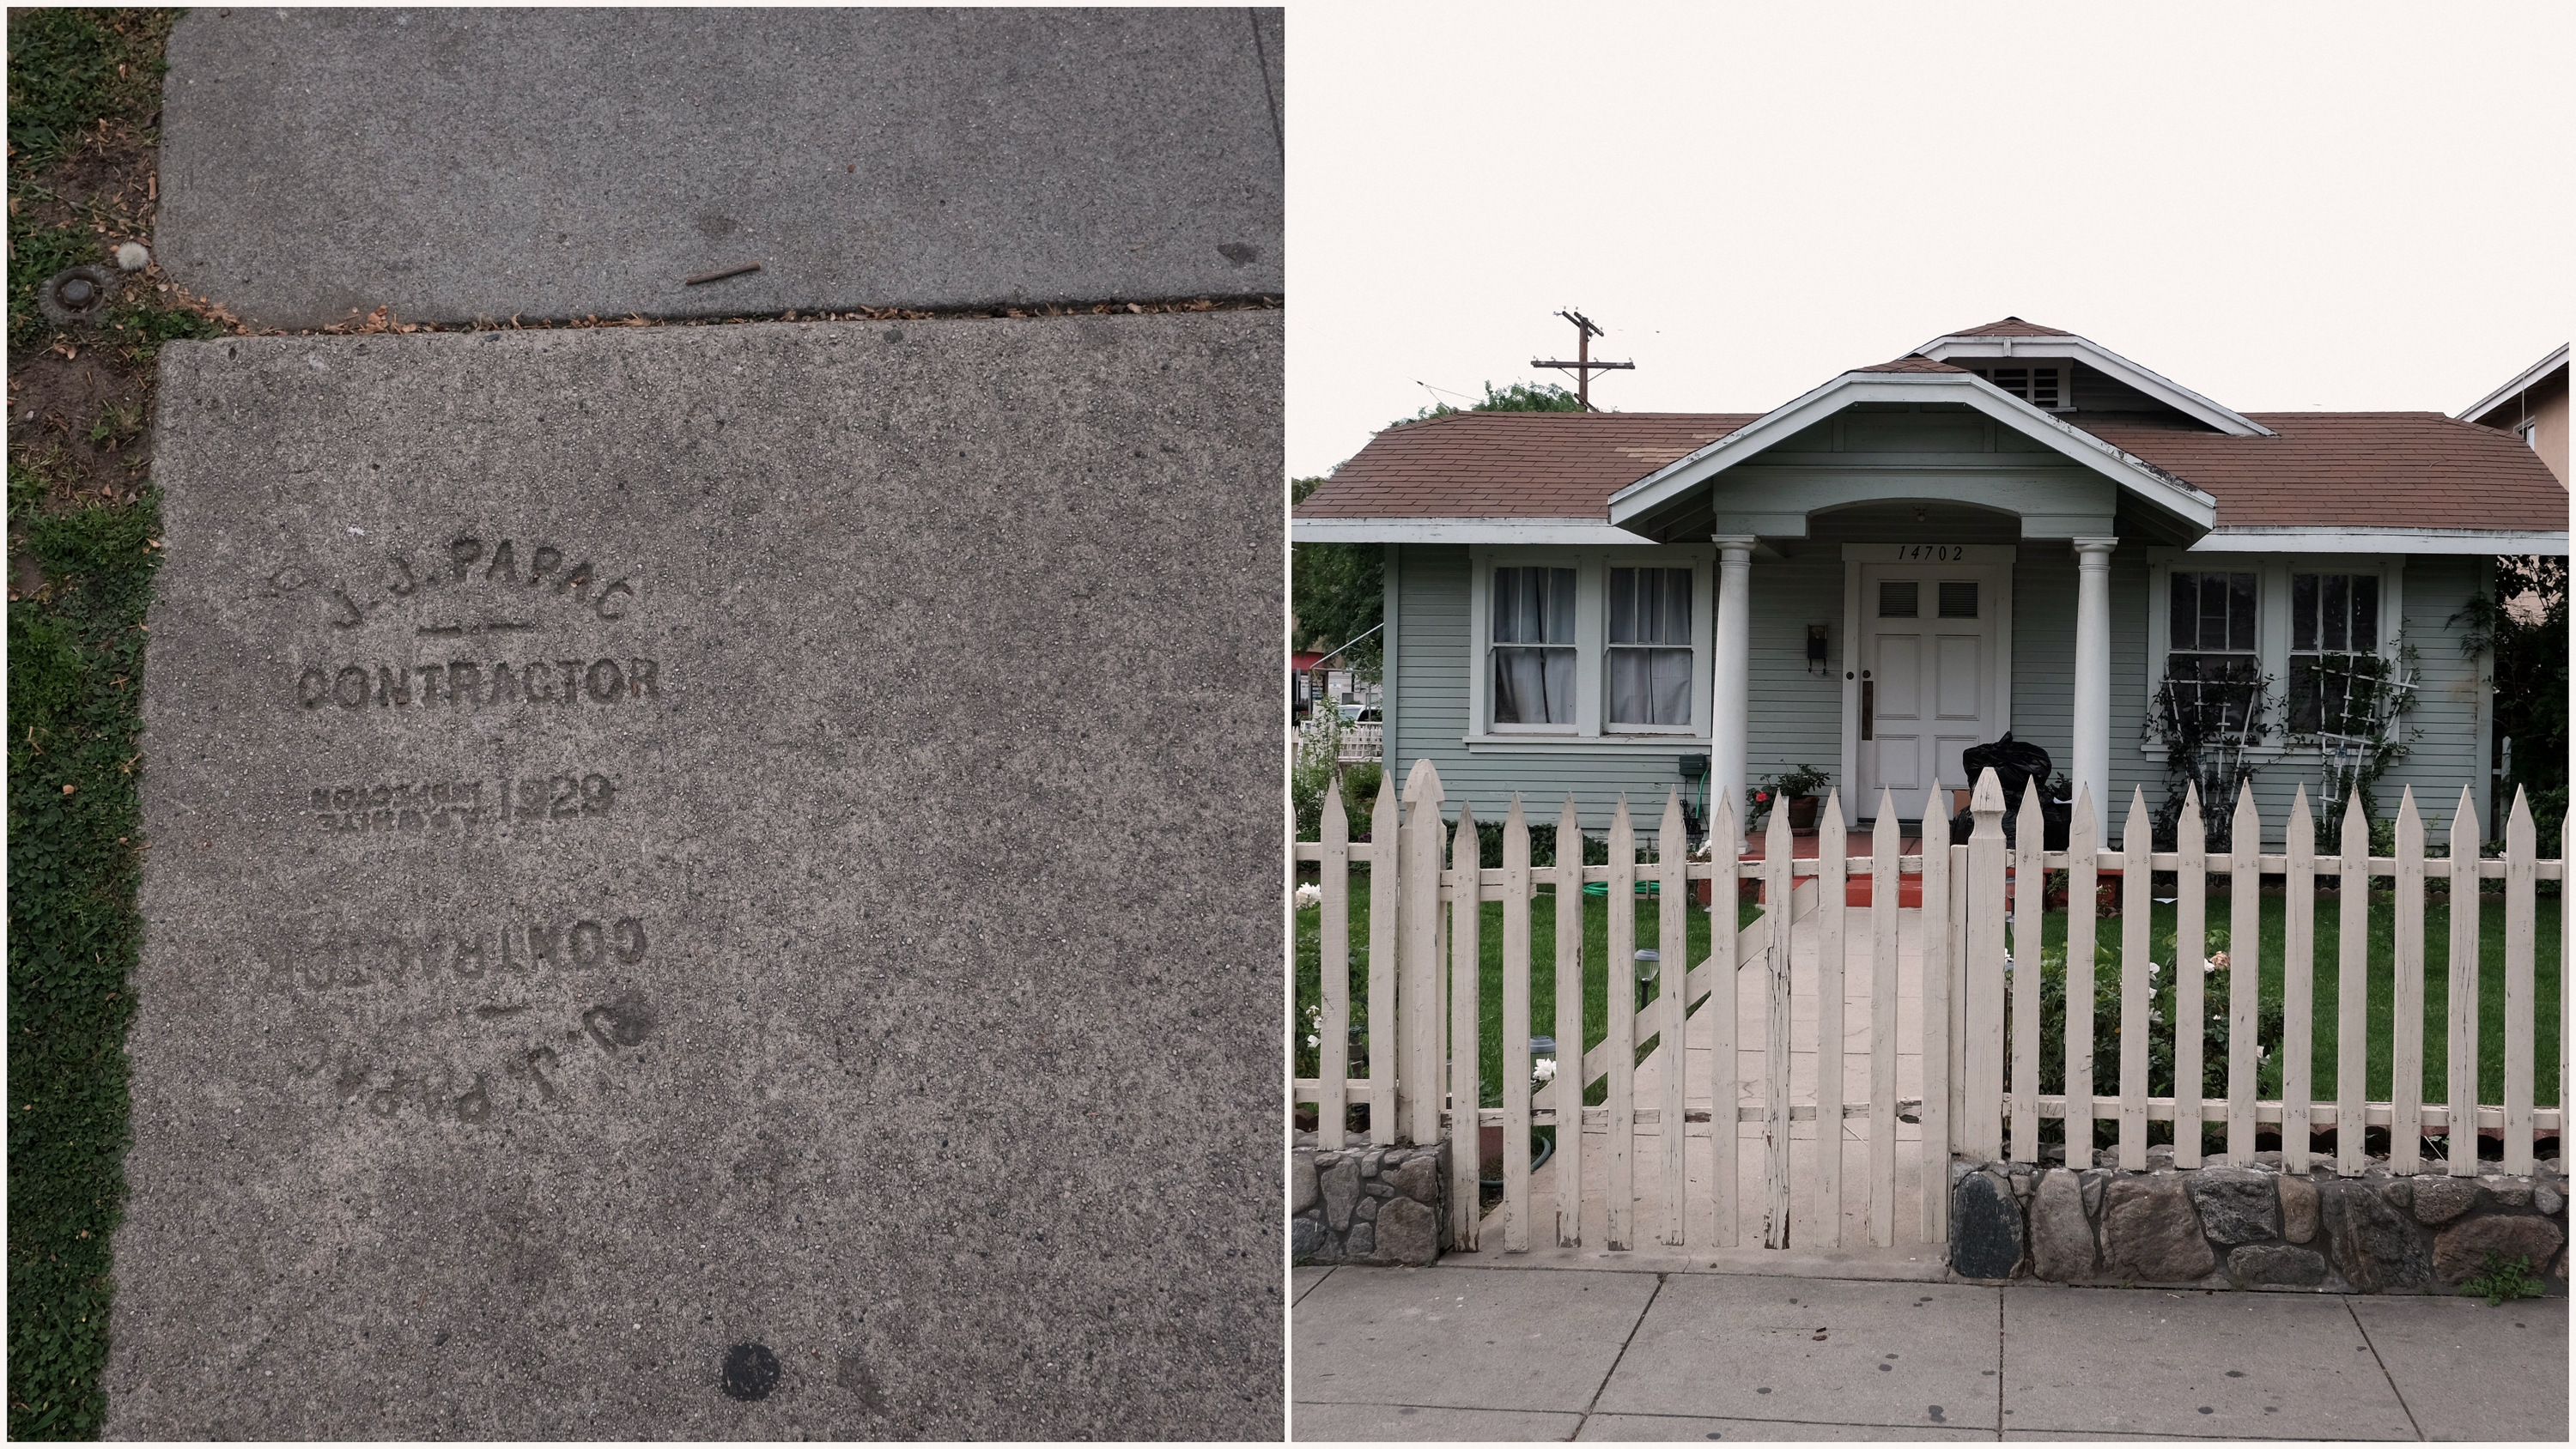 J. J. PAPAC
CONTRACTOR
1929
CONTRACTOR
J. J. PAPAC
14702